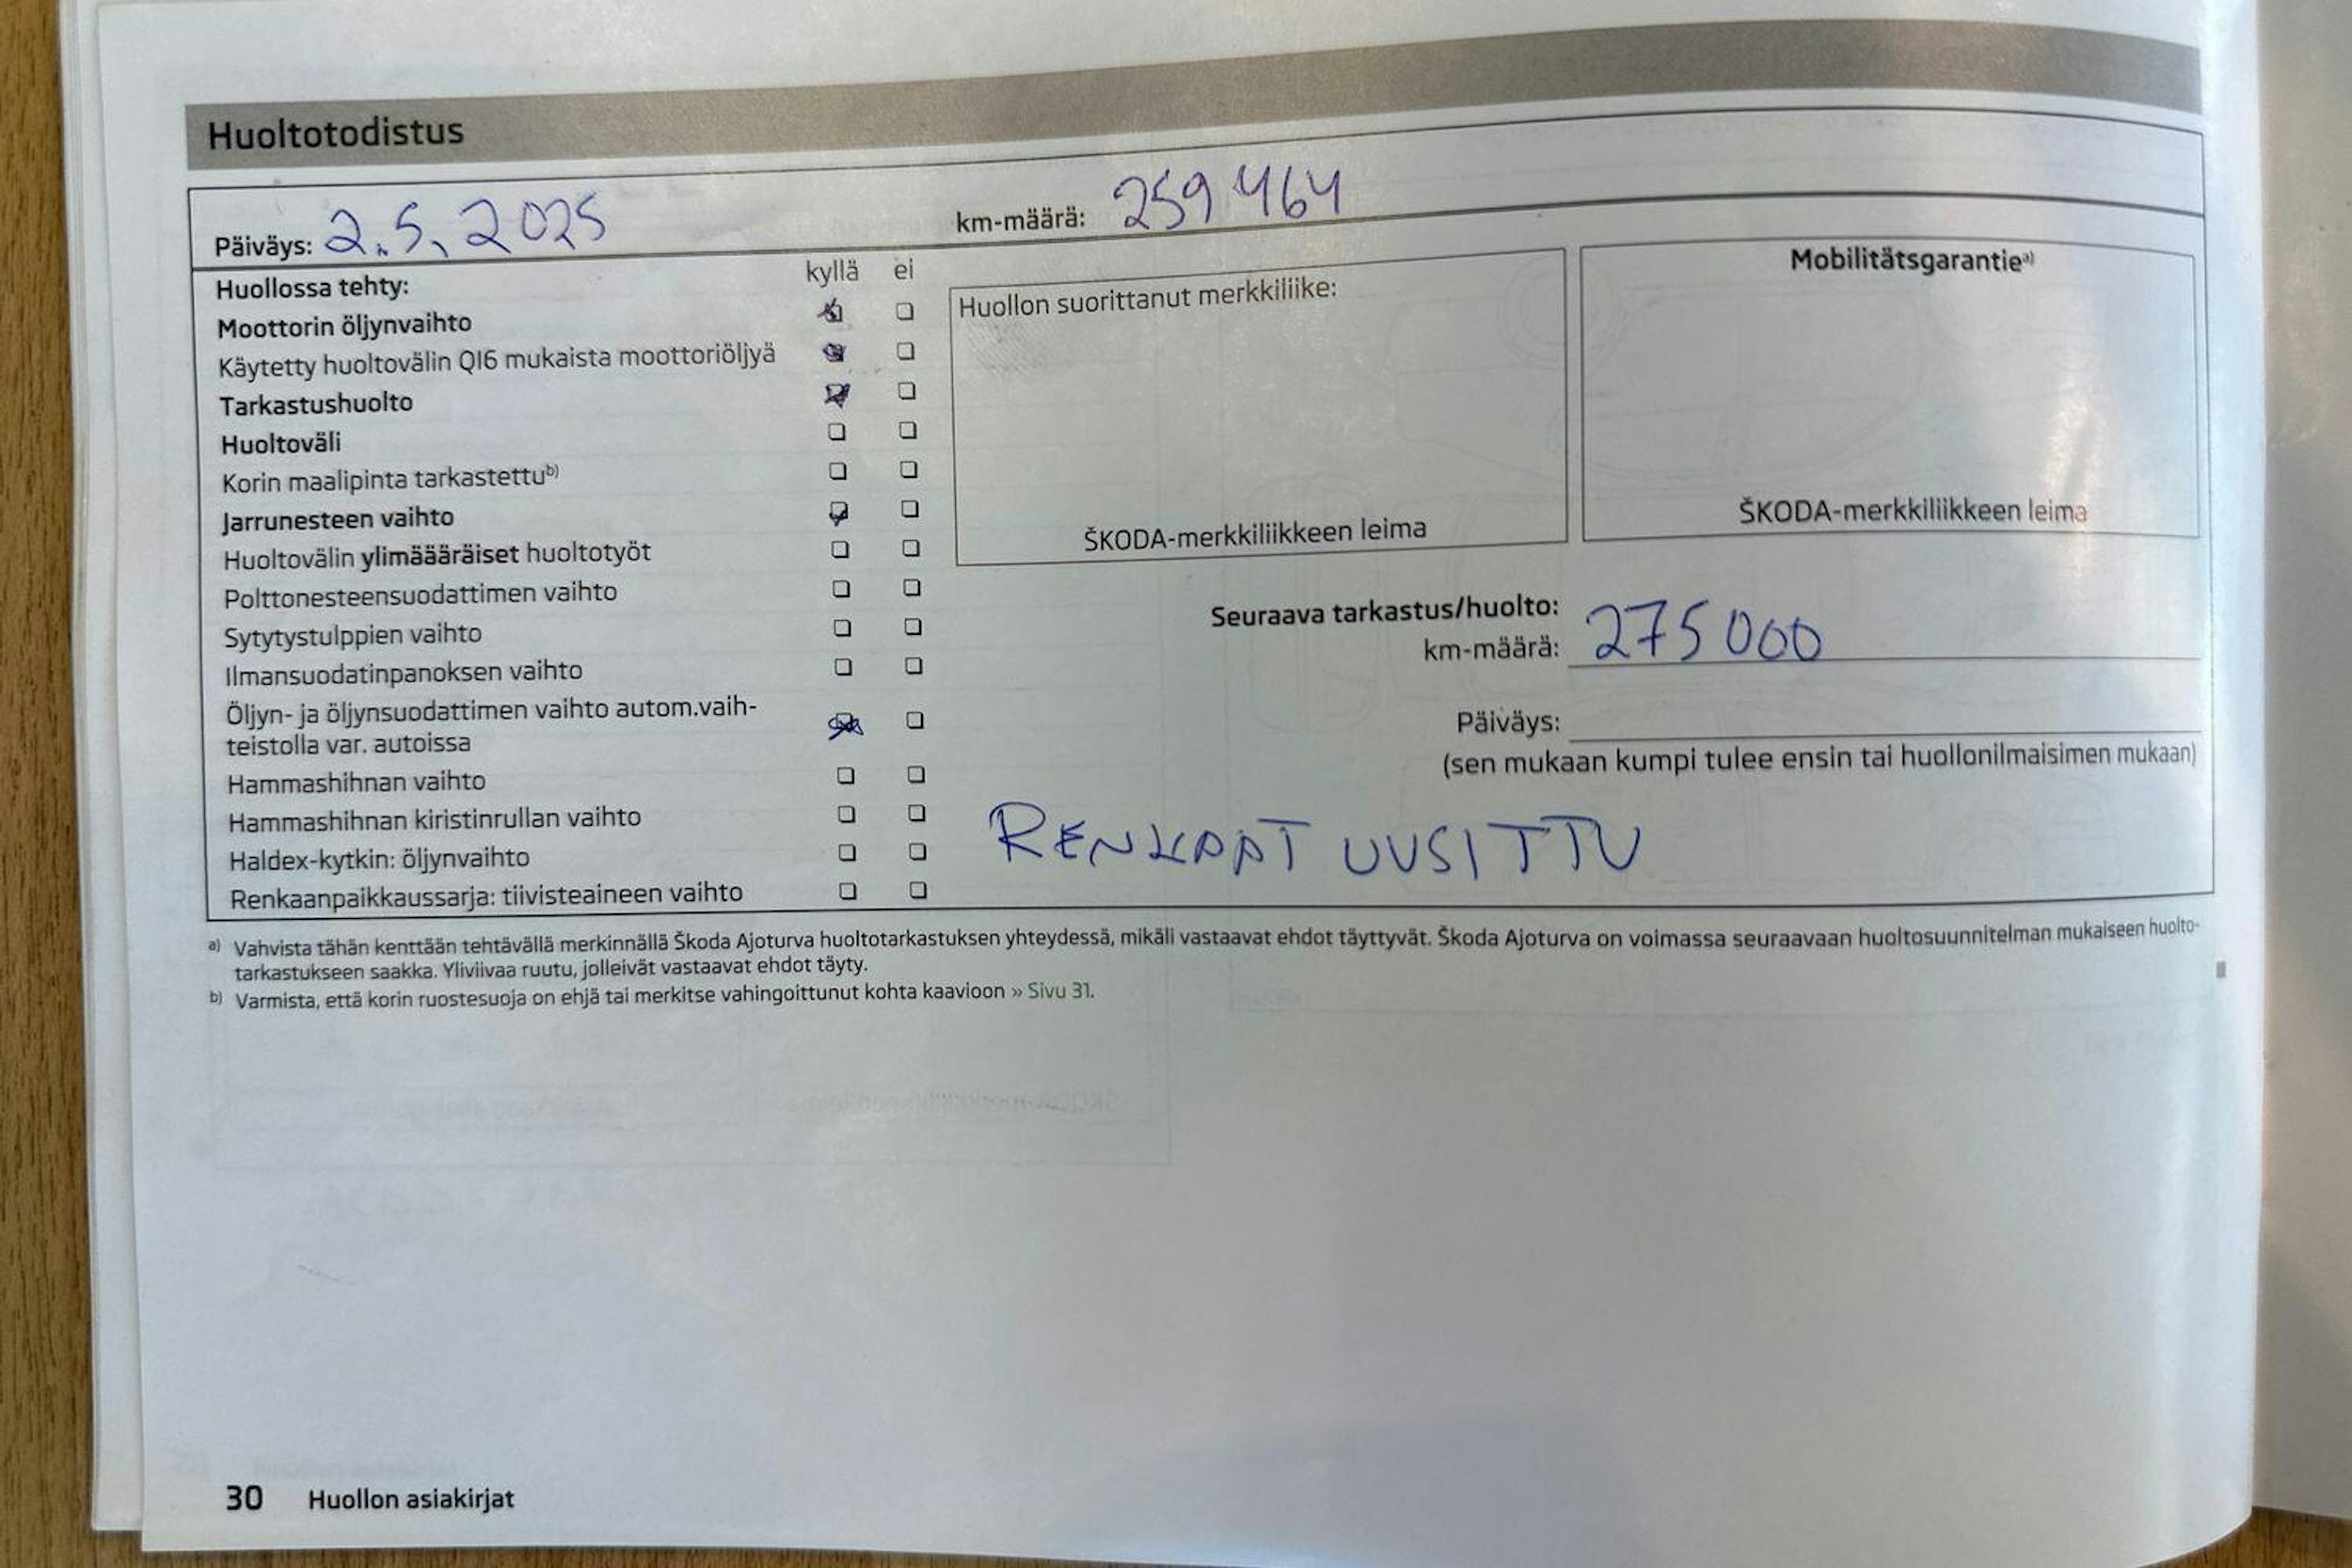 Huoltotodistus
Päiväys: 2.5.2025
km-määrä: 259 464
Huollossa tehty: kyllä ei
Moottorin öljynvaihto
Käytetty huoltovälin QI6 mukaista moottoriöljyä
Tarkastushuolto
Huoltoväli
Korin maalipinta tarkastettu b)
Jarrunesteen vaihto
Huoltovälin ylimääääräiset huoltotyöt
Polttonesteensuodattimen vaihto
Sytytystulppien vaihto
Ilmansuodatinpanoksen vaihto
Öljyn- ja öljynsuodattimen vaihto autom.vaih-
teistolla var. autoissa
Hammashihnan vaihto
Hammashihnan kiristinrullan vaihto
Haldex-kytkin: öljynvaihto
Renkaanpaikkaussarja: tiivisteaineen vaihto
Huollon suorittanut merkkiliike:
ŠKODA-merkkiliikkeen leima
Mobilitätsgarantie a)
ŠKODA-merkkiliikkeen leima
Seuraava tarkastus/huolto:
km-määrä: 275 000
Päiväys:
(sen mukaan kumpi tulee ensin tai huollonilmaisimen mukaan)
RENKAAT UUSITTU
a) Vahvista tähän kenttään tehtävällä merkinnällä Škoda Ajoturva huoltotarkastuksen yhteydessä, mikäli vastaavat ehdot täyttyvät. Škoda Ajoturva on voimassa seuraavaan huoltosuunnitelman mukaiseen huolto-
tarkastukseen saakka. Yliviivaa ruutu, jolleivät vastaavat ehdot täyty.
b) Varmista, että korin ruostesuoja on ehjä tai merkitse vahingoittunut kohta kaavioon » Sivu 31.
30 Huollon asiakirjat